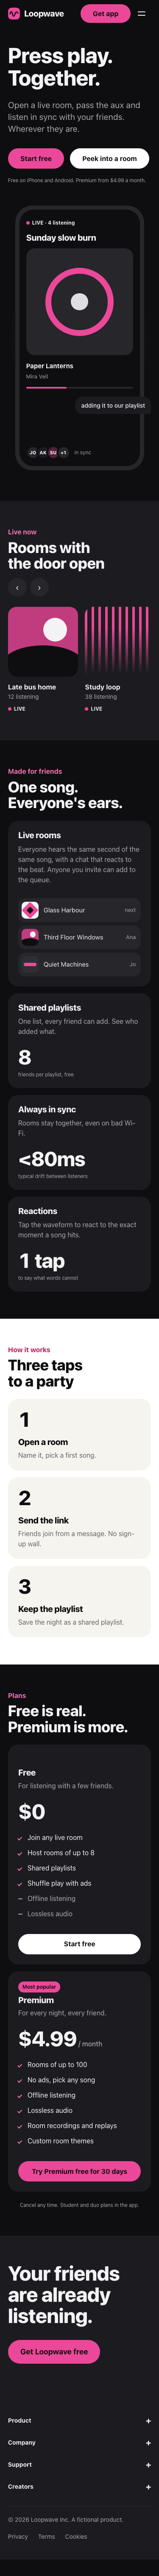 Loopwave
Get app
Press play.
Together.
Open a live room, pass the aux and
listen in sync with your friends.
Wherever they are.
Start free
Peek into a room
Free on iPhone and Android. Premium from $4.99 a month.
LIVE · 4 listening
Sunday slow burn
Paper Lanterns
Mira Veil
adding it to our playlist
JO AK SU +1 in sync
Live now
Rooms with
the door open
Late bus home
12 listening
LIVE
Study loop
38 listening
LIVE
Made for friends
One song.
Everyone's ears.
Live rooms
Everyone hears the same second of the
same song, with a chat that reacts to
the beat. Anyone you invite can add to
the queue.
Glass Harbour next
Third Floor Windows Ana
Quiet Machines Jo
Shared playlists
One list, every friend can add. See who
added what.
8
friends per playlist, free
Always in sync
Rooms stay together, even on bad Wi-
Fi.
<80ms
typical drift between listeners
Reactions
Tap the waveform to react to the exact
moment a song hits.
1 tap
to say what words cannot
How it works
Three taps
to a party
1
Open a room
Name it, pick a first song.
2
Send the link
Friends join from a message. No sign-
up wall.
3
Keep the playlist
Save the night as a shared playlist.
Plans
Free is real.
Premium is more.
Free
For listening with a few friends.
$0
Join any live room
Host rooms of up to 8
Shared playlists
Shuffle play with ads
Offline listening
Lossless audio
Start free
Most popular
Premium
For every night, every friend.
$4.99 / month
Rooms of up to 100
No ads, pick any song
Offline listening
Lossless audio
Room recordings and replays
Custom room themes
Try Premium free for 30 days
Cancel any time. Student and duo plans in the app.
Your friends
are already
listening.
Get Loopwave free
Product +
Company +
Support +
Creators +
© 2026 Loopwave Inc. A fictional product.
Privacy Terms Cookies